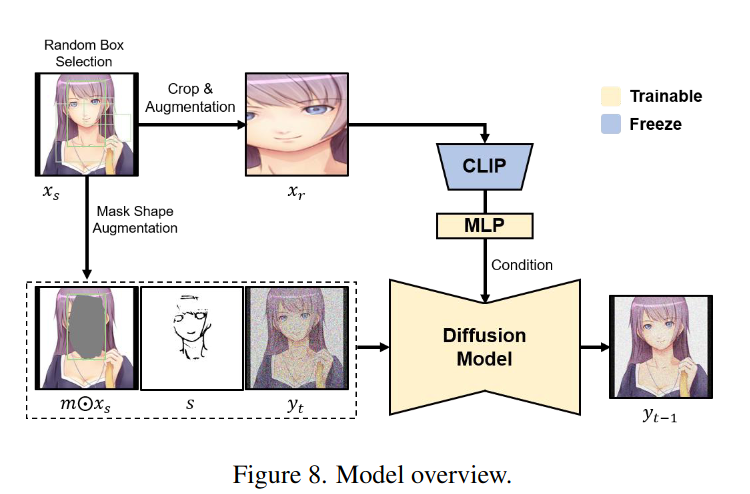 Random Box
Selection
Crop &
Augmentation
Trainable
Freeze
CLIP
x_s
x_r
Mask Shape
Augmentation
MLP
Condition
Diffusion
Model
m⊙x_s
s
y_t
y_{t−1}
Figure 8. Model overview.